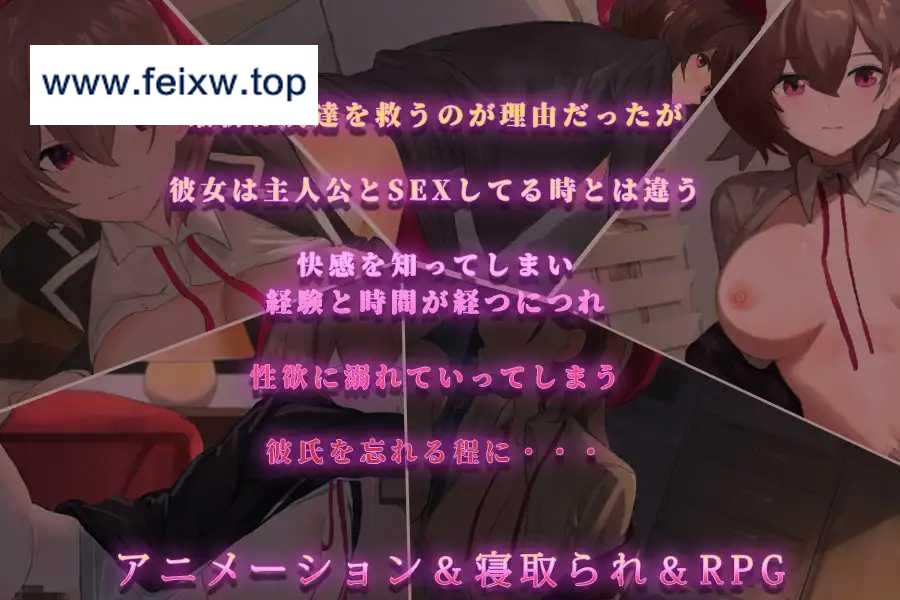 www.feixw.top
達を救うのが理由だったが
彼女は主人公とSEXしてる時とは違う
快感を知ってしまい
経験と時間が経つにつれ
性欲に溺れていってしまう
彼氏を忘れる程に・・・
アニメーション&寝取られ&RPG